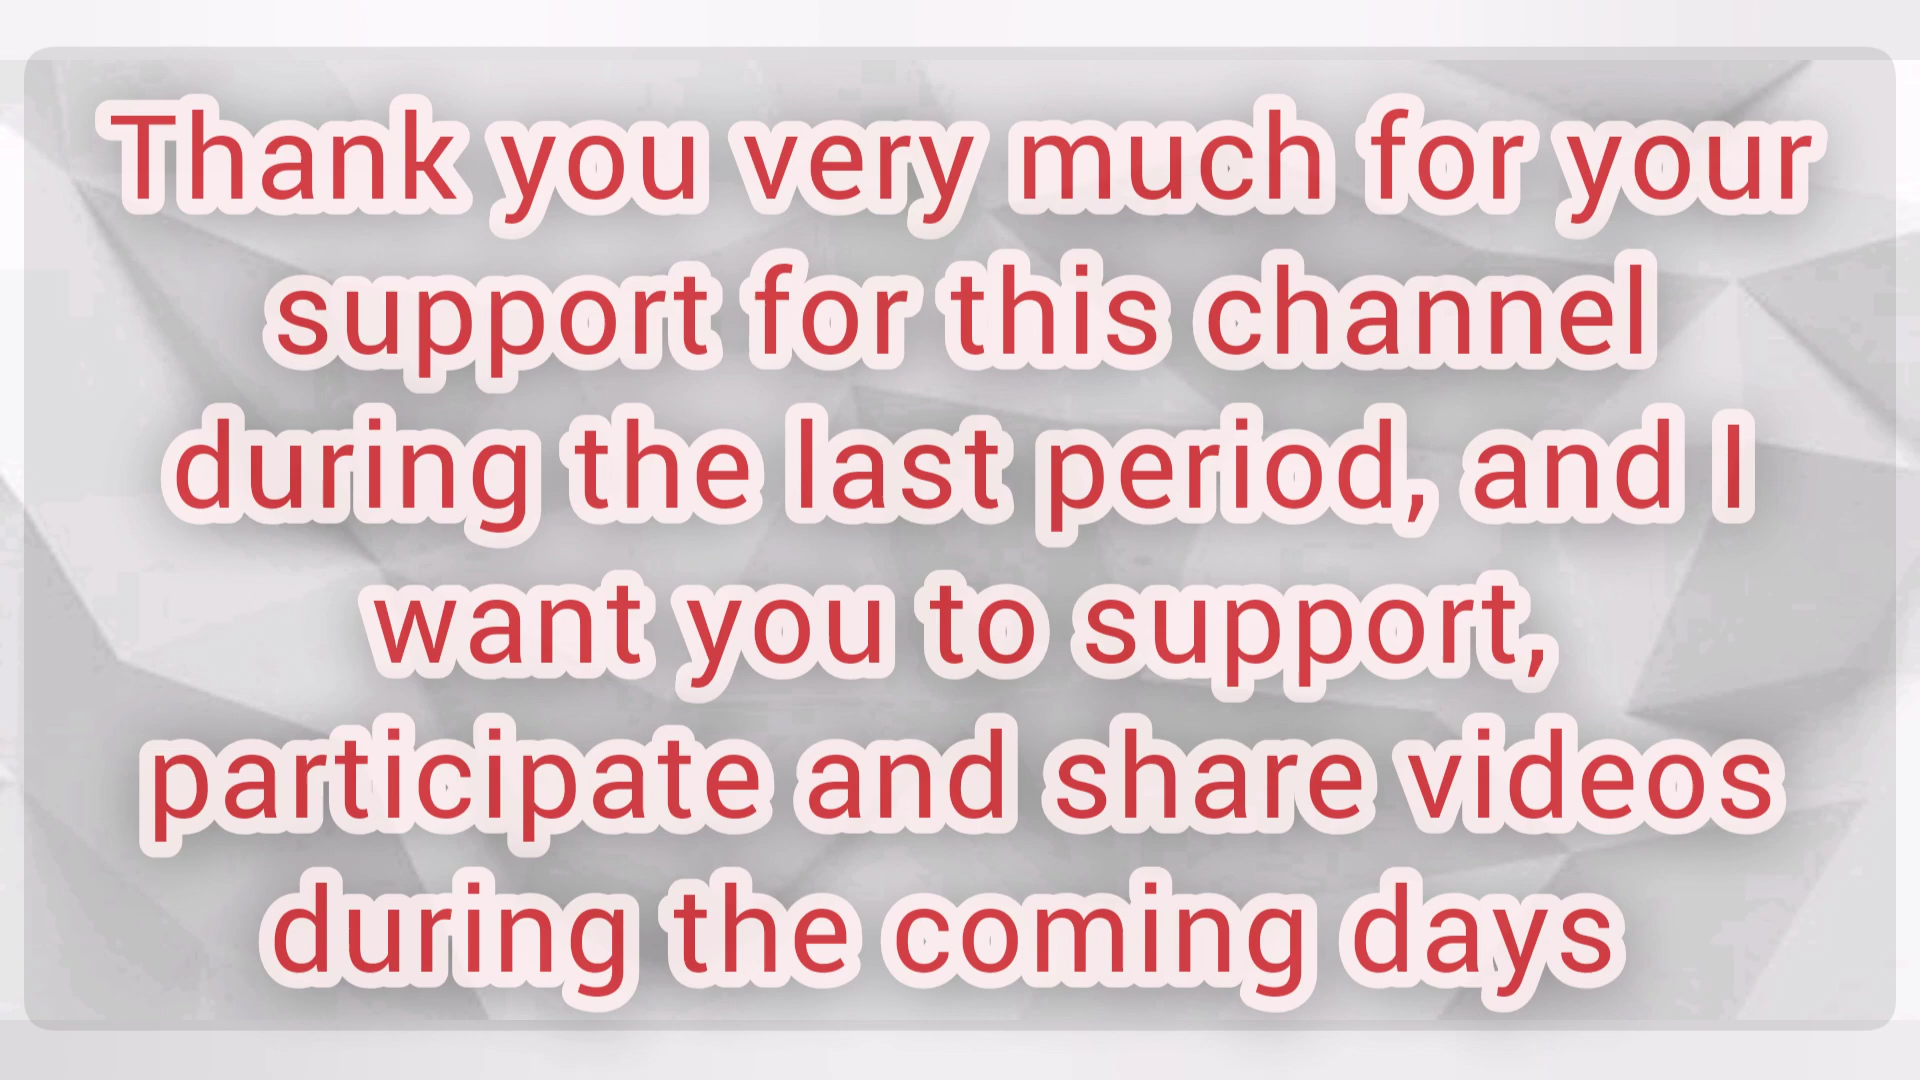 Thank you very much for your
support for this channel
during the last period, and I
want you to support,
participate and share videos
during the coming days